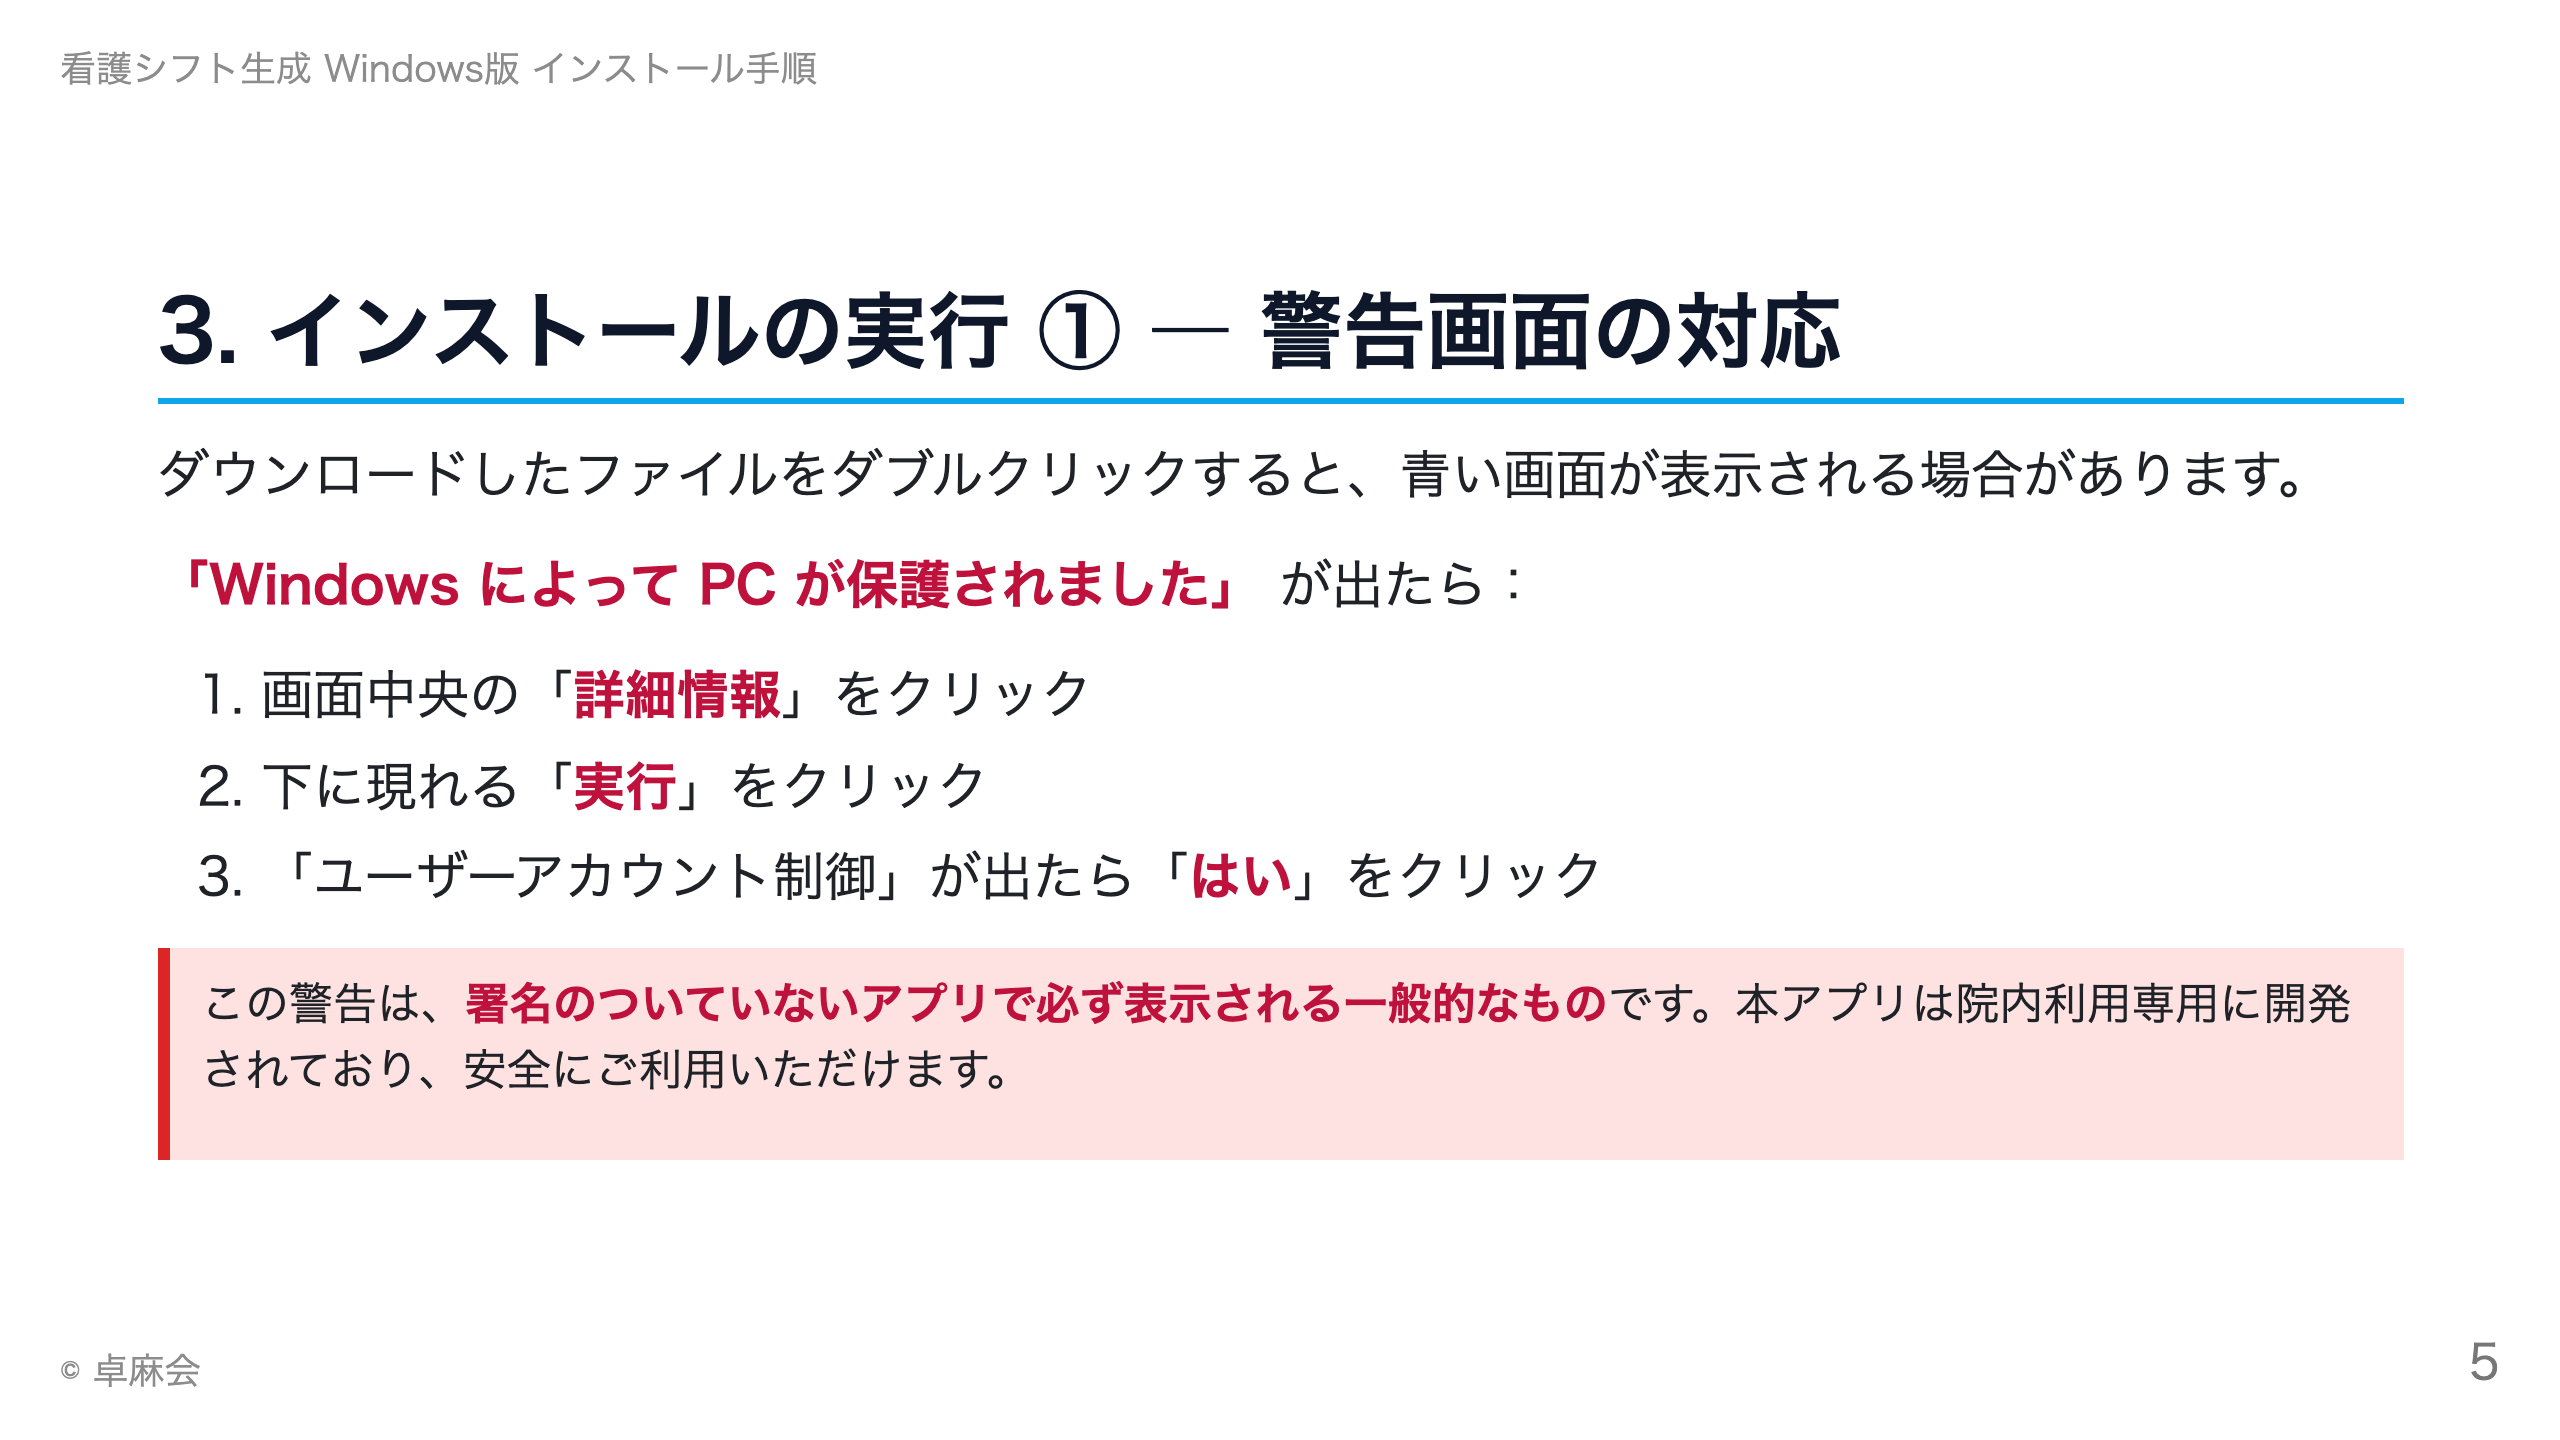 看護シフト生成 Windows版 インストール手順
3. インストールの実行 ① — 警告画面の対応
ダウンロードしたファイルをダブルクリックすると、青い画面が表示される場合があります。
「Windows によって PC が保護されました」 が出たら：
1. 画面中央の「詳細情報」をクリック
2. 下に現れる「実行」をクリック
3. 「ユーザーアカウント制御」が出たら「はい」をクリック
この警告は、署名のついていないアプリで必ず表示される一般的なものです。本アプリは院内利用専用に開発
されており、安全にご利用いただけます。
© 卓麻会
5